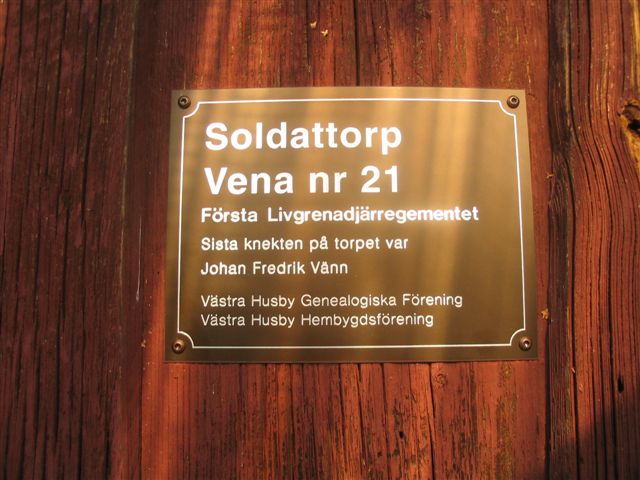 Soldattorp
Vena nr 21
Första Livgrenadjärregementet
Sista knekten på torpet var
Johan Fredrik Vänn
Västra Husby Genealogiska Förening
Västra Husby Hembygdsförening